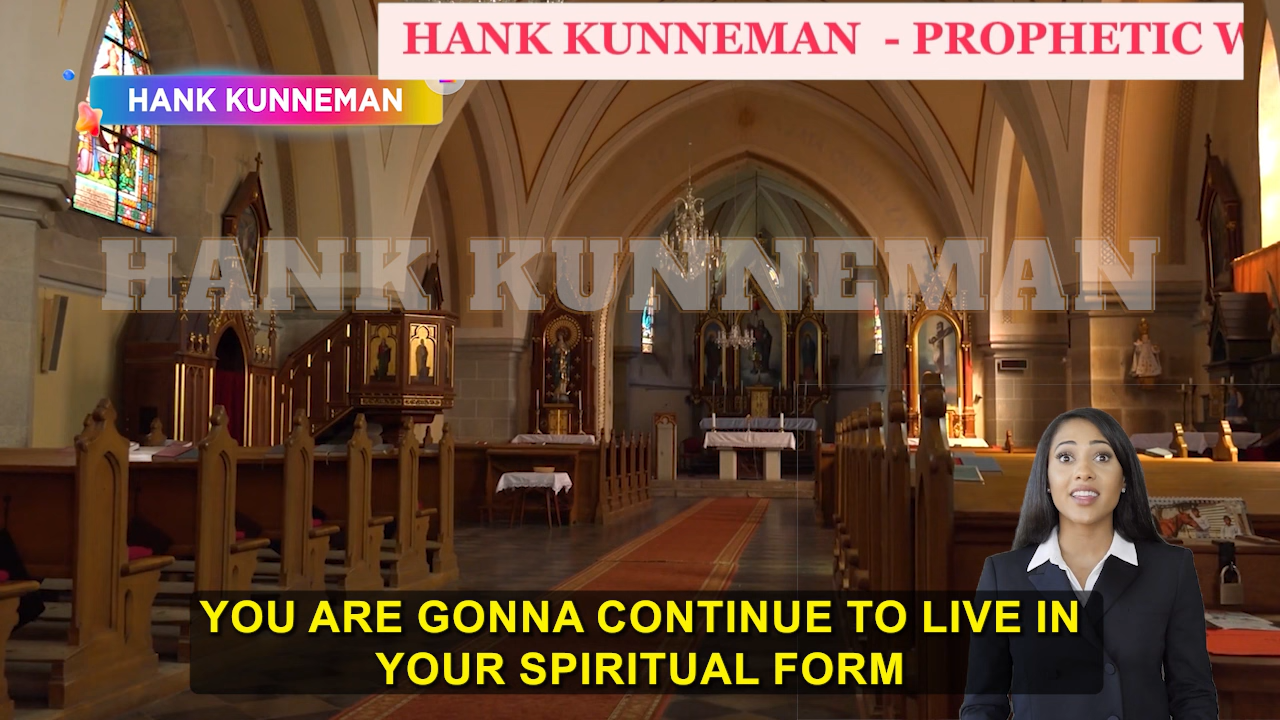 HANK KUNNEMAN - PROPHETIC
HANK KUNNEMAN
HANK KUNNEMAN
YOU ARE GONNA CONTINUE TO LIVE IN
YOUR SPIRITUAL FORM